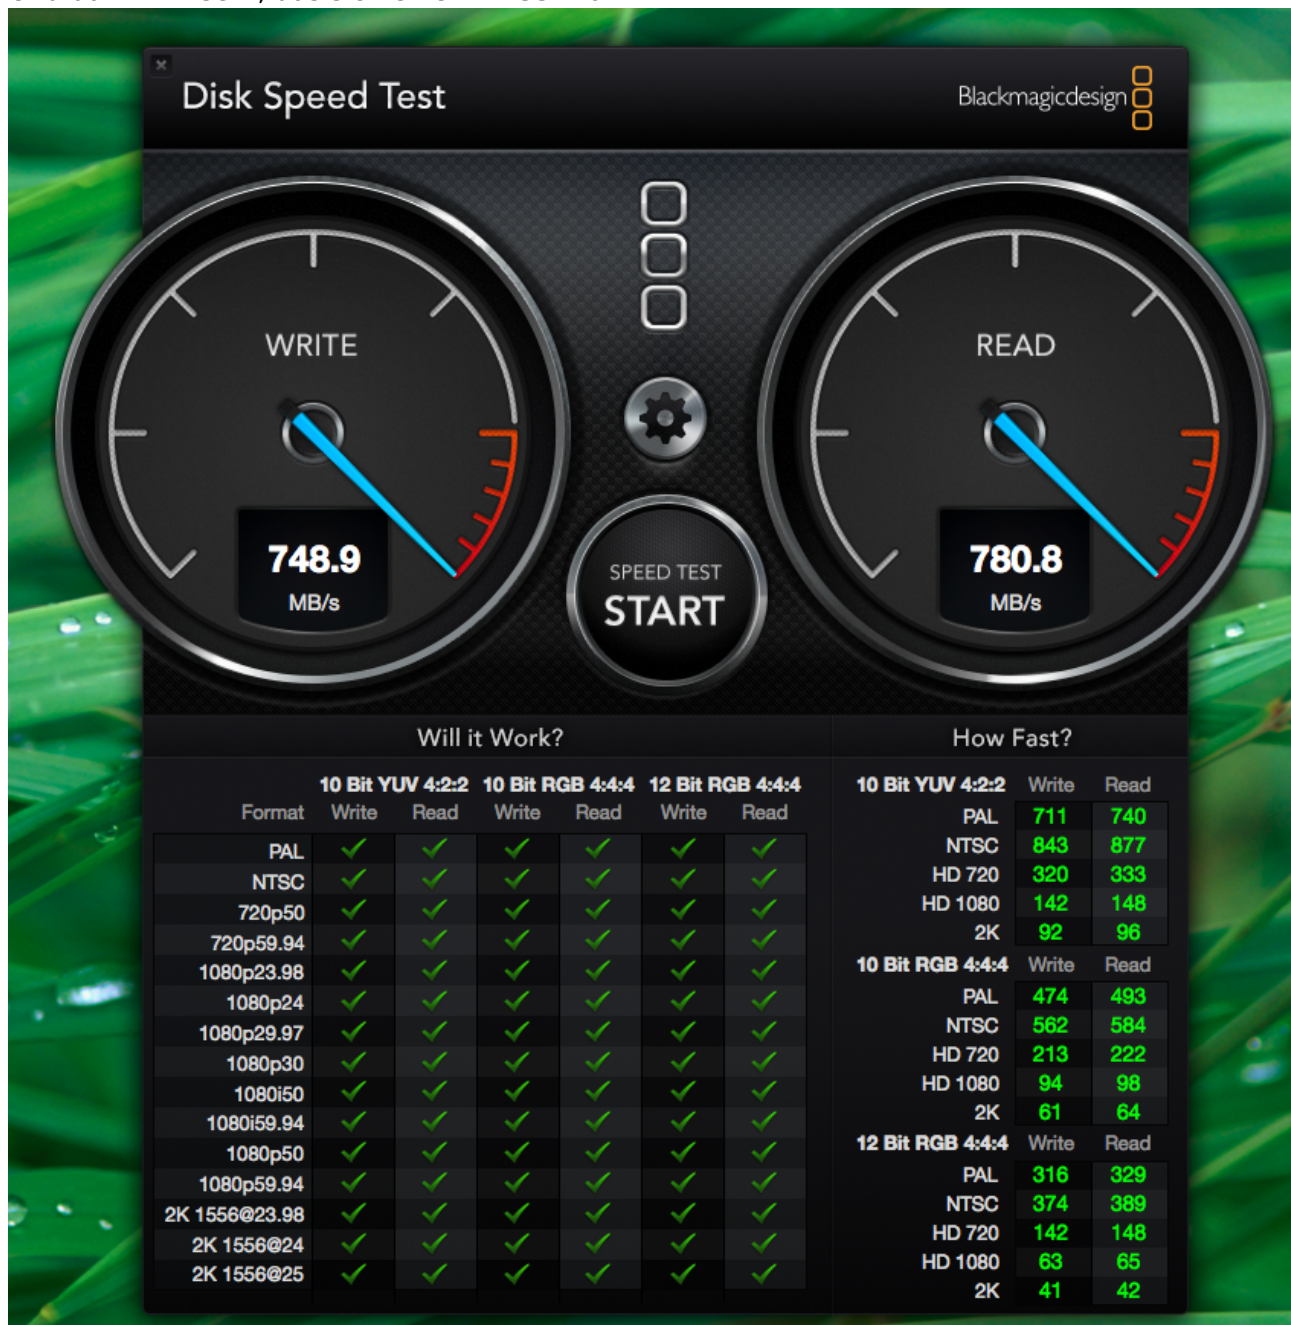 Disk Speed Test
Blackmagicdesign
WRITE
READ
748.9
MB/s
780.8
MB/s
SPEED TEST
START
Will it Work?
How Fast?
10 Bit YUV 4:2:2 10 Bit RGB 4:4:4 12 Bit RGB 4:4:4
Format Write Read Write Read Write Read
PAL
NTSC
720p50
720p59.94
1080p23.98
1080p24
1080p29.97
1080p30
1080i50
1080i59.94
1080p50
1080p59.94
2K 1556@23.98
2K 1556@24
2K 1556@25
10 Bit YUV 4:2:2 Write Read
PAL 711 740
NTSC 843 877
HD 720 320 333
HD 1080 142 148
2K 92 96
10 Bit RGB 4:4:4 Write Read
PAL 474 493
NTSC 562 584
HD 720 213 222
HD 1080 94 98
2K 61 64
12 Bit RGB 4:4:4 Write Read
PAL 316 329
NTSC 374 389
HD 720 142 148
HD 1080 63 65
2K 41 42